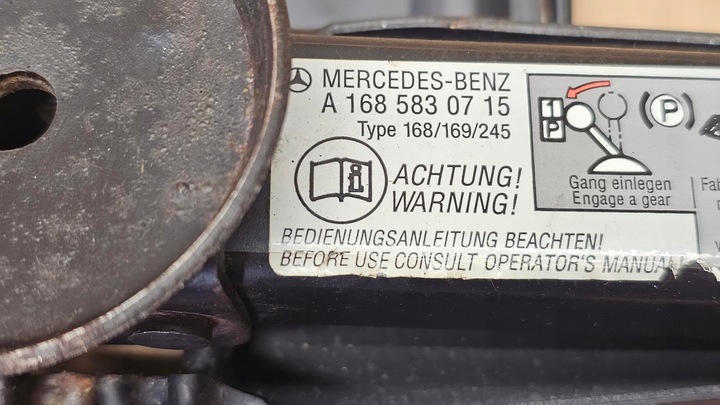 MERCEDES-BENZ
A 168 583 07 15
Type 168/169/245
ACHTUNG!
WARNING!
BEDIENUNGSANLEITUNG BEACHTEN!
BEFORE USE CONSULT OPERATOR'S MANUAL!
1
P
P
Gang einlegen
Engage a gear